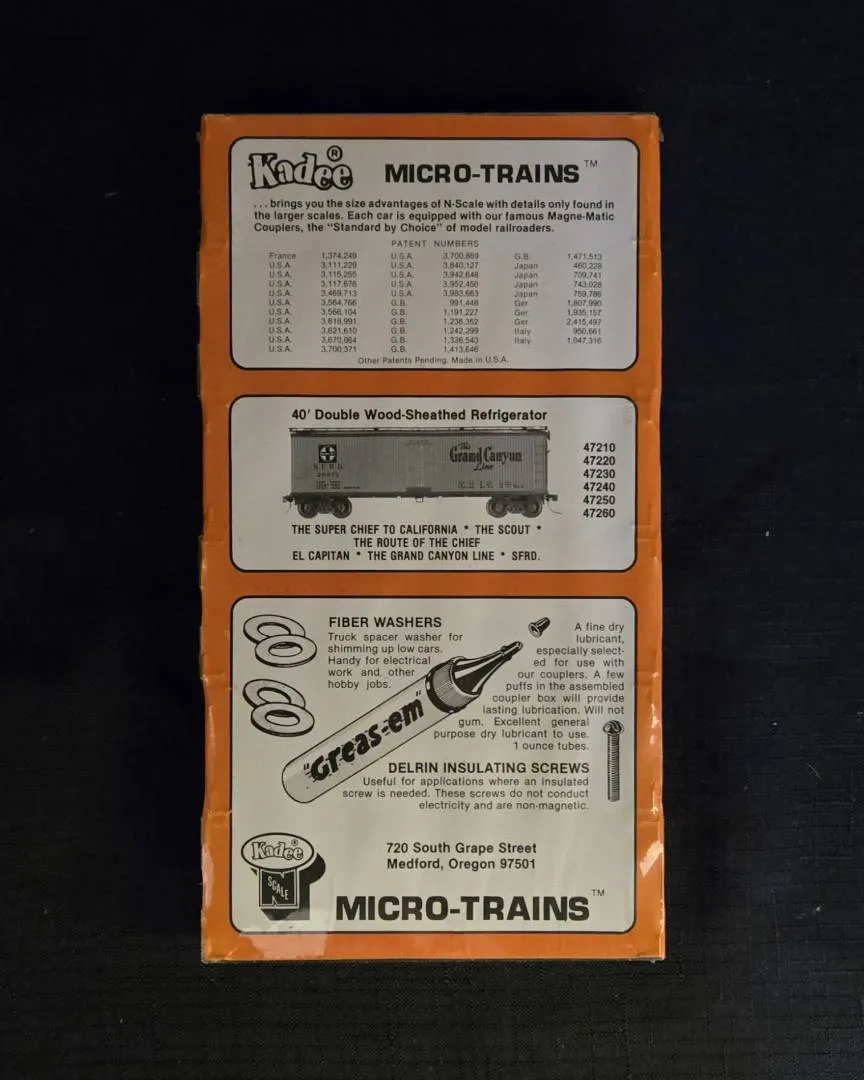 Kadee®
MICRO-TRAINS™
...brings you the size advantages of N-Scale with details only found in
the larger scales. Each car is equipped with our famous Magne-Matic
Couplers, the "Standard by Choice" of model railroaders.
PATENT NUMBERS
France 1,374,249 U.S.A. 3,700,889 G.B. 1,471,513
U.S.A. 3,111,229 U.S.A. 3,840,127 Japan 460,228
U.S.A. 3,115,255 U.S.A. 3,942,648 Japan 709,741
U.S.A. 3,117,676 U.S.A. 3,952,450 Japan 743,028
U.S.A. 3,469,713 U.S.A. 3,983,663 Japan 759,786
U.S.A. 3,564,766 G.B. 991,448 Ger. 1,807,990
U.S.A. 3,566,104 G.B. 1,191,227 Ger. 1,935,157
U.S.A. 3,618,991 G.B. 1,238,352 Ger. 2,415,497
U.S.A. 3,621,610 G.B. 1,242,299 Italy 950,661
U.S.A. 3,670,064 G.B. 1,336,543 Italy 1,047,316
U.S.A. 3,700,371 G.B. 1,413,646
Other Patents Pending. Made in U.S.A.
40' Double Wood-Sheathed Refrigerator
The
Grand Canyon
Line
S F R D
47210
47220
47230
47240
47250
47260
THE SUPER CHIEF TO CALIFORNIA * THE SCOUT *
THE ROUTE OF THE CHIEF
EL CAPITAN * THE GRAND CANYON LINE * SFRD.
FIBER WASHERS
Truck spacer washer for
shimming up low cars.
Handy for electrical
work and other
hobby jobs.
"Greas-em"
A fine dry
lubricant,
especially select-
ed for use with
our couplers. A few
puffs in the assembled
coupler box will provide
lasting lubrication. Will not
gum. Excellent general
purpose dry lubricant to use.
1 ounce tubes.
DELRIN INSULATING SCREWS
Useful for applications where an insulated
screw is needed. These screws do not conduct
electricity and are non-magnetic.
Kadee®
N
SCALE
720 South Grape Street
Medford, Oregon 97501
MICRO-TRAINS™